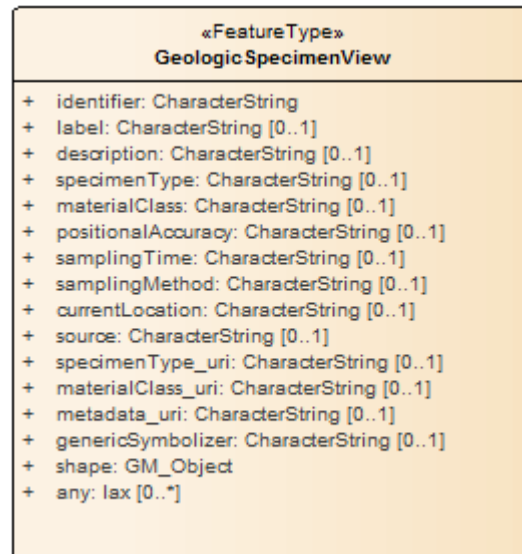 «FeatureType»
GeologicSpecimenView
+ identifier: CharacterString
+ label: CharacterString [0..1]
+ description: CharacterString [0..1]
+ specimenType: CharacterString [0..1]
+ materialClass: CharacterString [0..1]
+ positionalAccuracy: CharacterString [0..1]
+ samplingTime: CharacterString [0..1]
+ samplingMethod: CharacterString [0..1]
+ currentLocation: CharacterString [0..1]
+ source: CharacterString [0..1]
+ specimenType_uri: CharacterString [0..1]
+ materialClass_uri: CharacterString [0..1]
+ metadata_uri: CharacterString [0..1]
+ genericSymbolizer: CharacterString [0..1]
+ shape: GM_Object
+ any: lax [0..*]